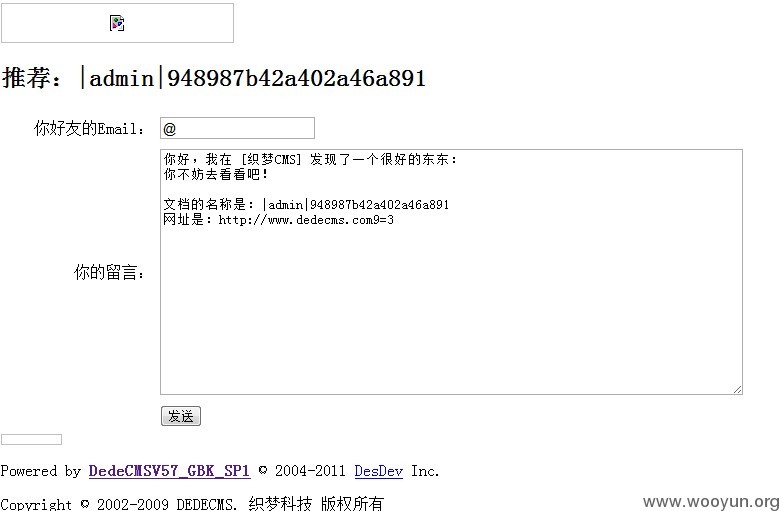 推荐：|admin|948987b42a402a46a891
你好友的Email： @
你好，我在 [织梦CMS] 发现了一个很好的东东：
你不妨去看看吧！
文档的名称是：|admin|948987b42a402a46a891
网址是：http://www.dedecms.com9=3
你的留言：
发送
Powered by DedeCMSV57_GBK_SP1 © 2004-2011 DesDev Inc.
Copyright © 2002-2009 DEDECMS. 织梦科技 版权所有
www.wooyun.org